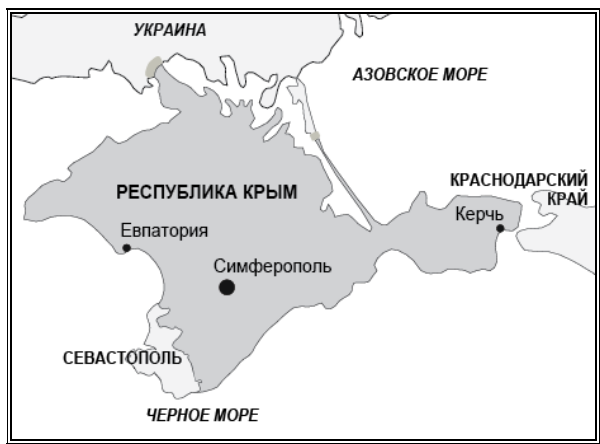 УКРАИНА
АЗОВСКОЕ МОРЕ
КРАСНОДАРСКИЙ
КРАЙ
РЕСПУБЛИКА КРЫМ
Керчь
Евпатория
Симферополь
СЕВАСТОПОЛЬ
ЧЕРНОЕ МОРЕ